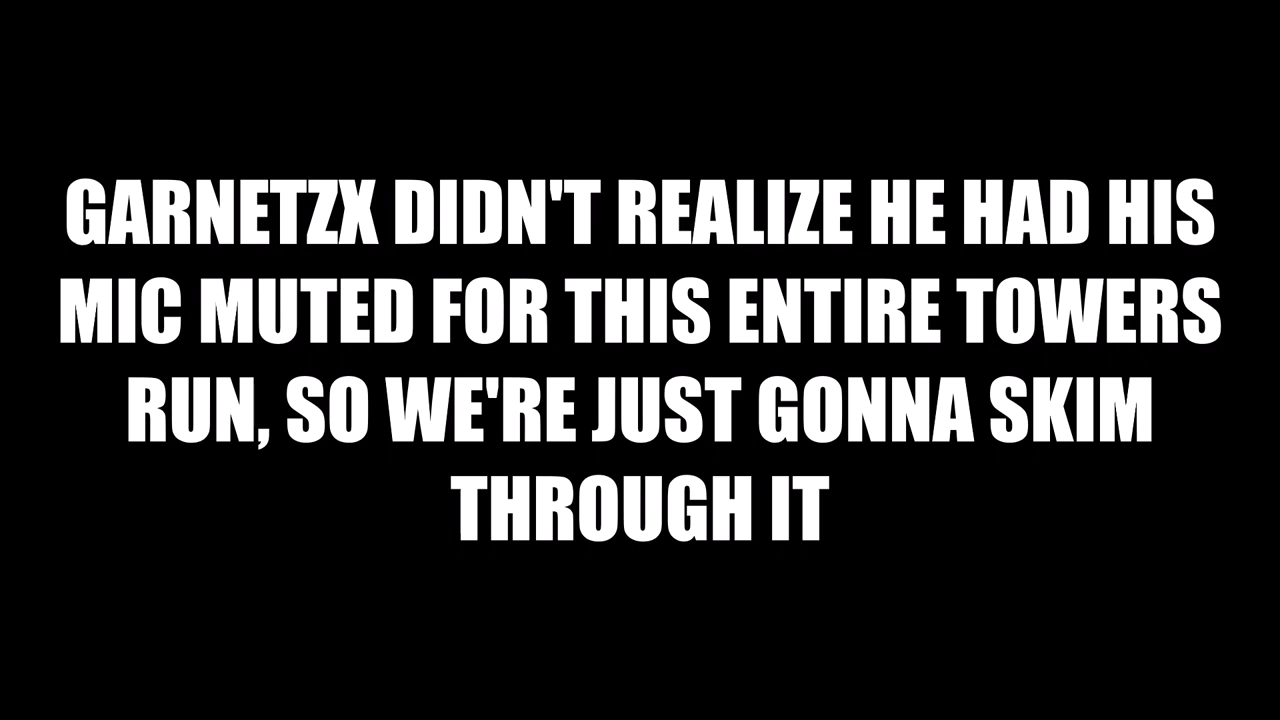 GARNETZX DIDN'T REALIZE HE HAD HIS
MIC MUTED FOR THIS ENTIRE TOWERS
RUN, SO WE'RE JUST GONNA SKIM
THROUGH IT